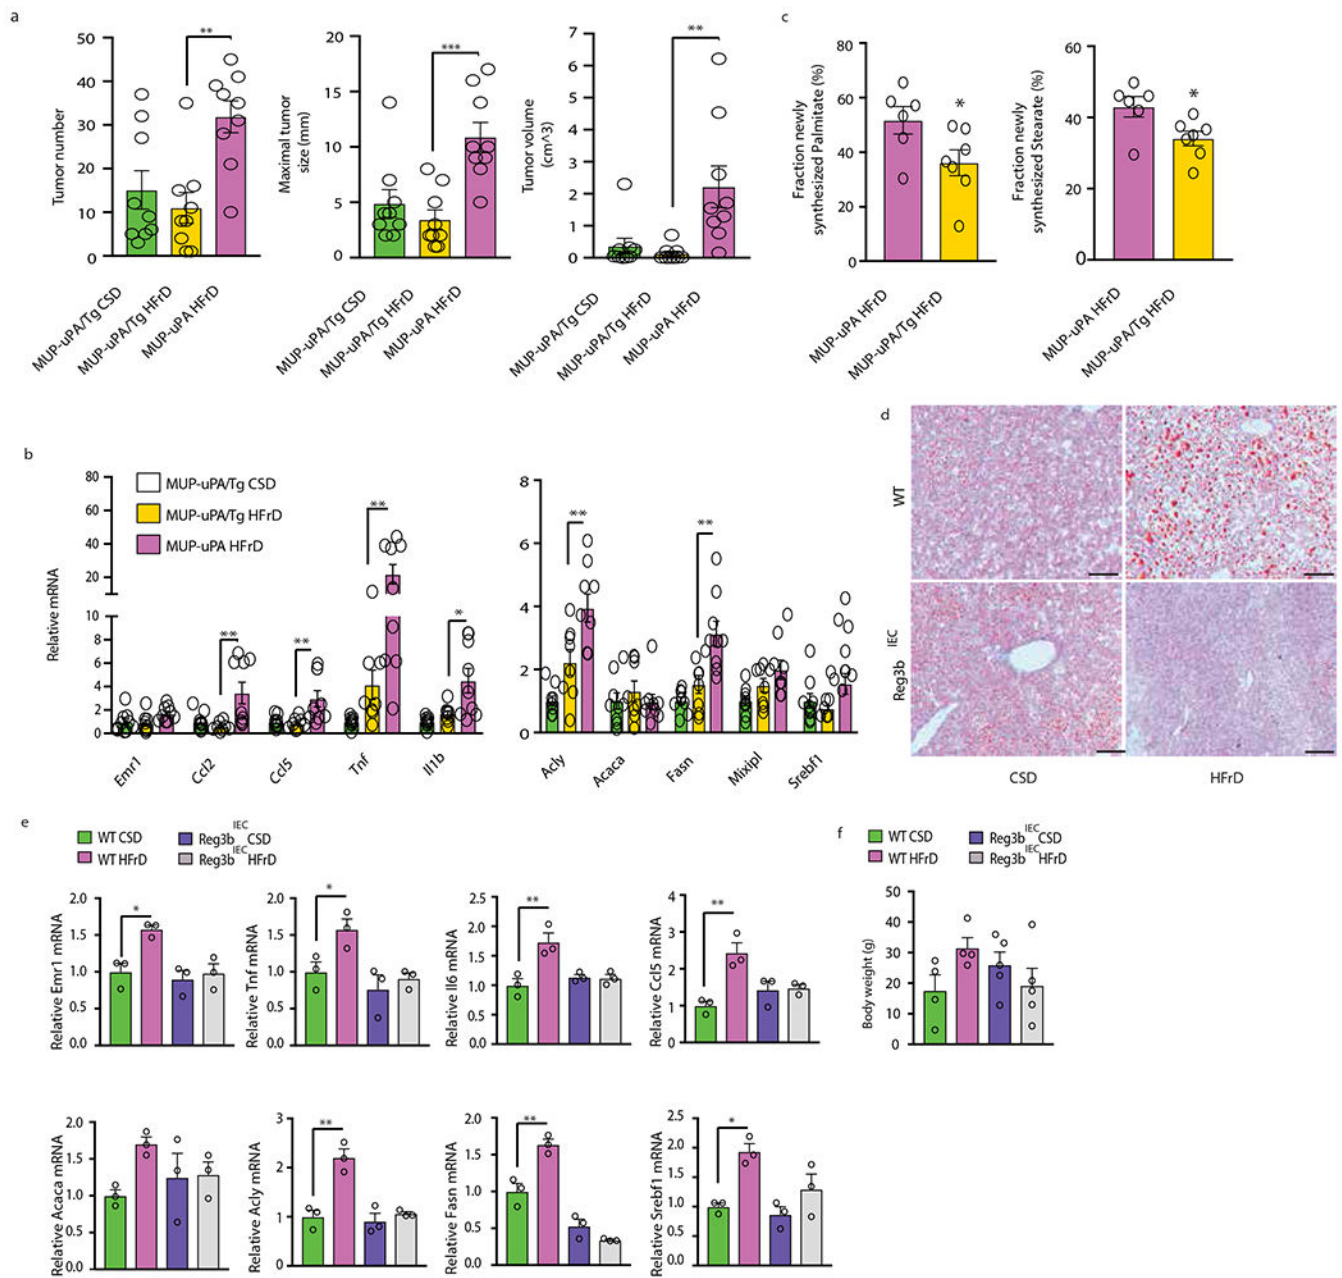 a
Tumor number
50
40
30
20
10
0
**
MUP-uPA/Tg CSD
MUP-uPA/Tg HFrD
MUP-uPA HFrD
Maximal tumor
size (mm)
20
15
10
5
0
***
MUP-uPA/Tg CSD
MUP-uPA/Tg HFrD
MUP-uPA HFrD
Tumor volume
(cm^3)
7
6
5
4
3
2
1
0
**
MUP-uPA/Tg CSD
MUP-uPA/Tg HFrD
MUP-uPA HFrD
c
Fraction newly
synthesized Palmitate (%)
80
60
40
20
0
*
MUP-uPA HFrD
MUP-uPA/Tg HFrD
Fraction newly
synthesized Stearate (%)
60
40
20
0
*
MUP-uPA HFrD
MUP-uPA/Tg HFrD
b
MUP-uPA/Tg CSD
MUP-uPA/Tg HFrD
MUP-uPA HFrD
Relative mRNA
80
60
40
20
10
8
6
4
2
0
**
**
**
*
Emr1
Ccl2
Ccl5
Tnf
Il1b
8
6
4
2
0
**
**
Acly
Acaca
Fasn
Mixipl
Srebf1
d
WT
Reg3b IEC
CSD
HFrD
e
WT CSD
WT HFrD
Reg3b IEC CSD
Reg3b IEC HFrD
Relative Emr1 mRNA
2.0
1.5
1.0
0.5
0.0
*
Relative Tnf mRNA
2.0
1.5
1.0
0.5
0.0
*
Relative Il6 mRNA
2.5
2.0
1.5
1.0
0.5
0.0
**
Relative Ccl5 mRNA
4
3
2
1
0
**
f
WT CSD
WT HFrD
Reg3b IEC CSD
Reg3b IEC HFrD
Body weight (g)
50
40
30
20
10
0
Relative Acaca mRNA
2.0
1.5
1.0
0.5
0.0
Relative Acly mRNA
3
2
1
0
**
Relative Fasn mRNA
2.0
1.5
1.0
0.5
0.0
**
Relative Srebf1 mRNA
2.5
2.0
1.5
1.0
0.5
0.0
*